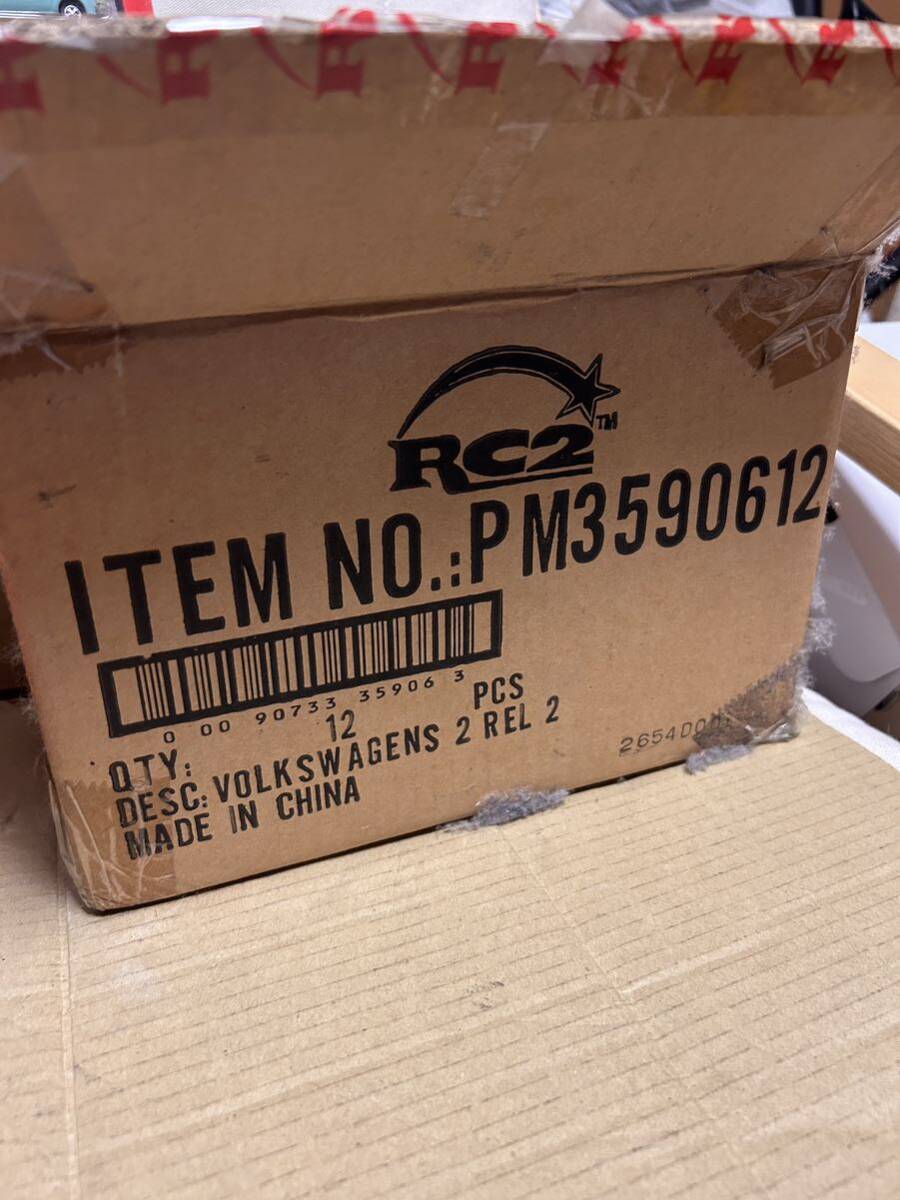 RC2™
ITEM NO.:PM3590612
0 00 90733 35906 3
QTY: 12 PCS
DESC: VOLKSWAGENS 2 REL 2
MADE IN CHINA